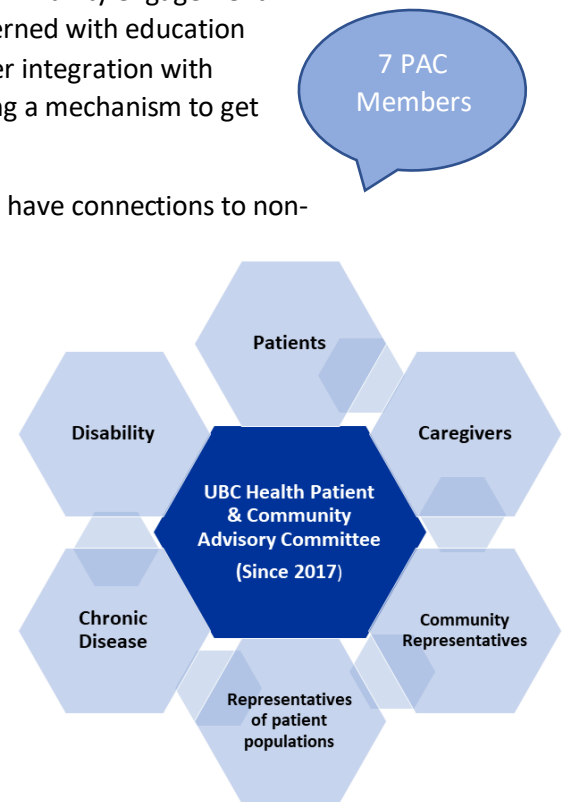 erned with education
er integration with
ng a mechanism to get
have connections to non-
7 PAC
Members
Patients
Disability
Caregivers
UBC Health Patient
& Community
Advisory Committee
(Since 2017)
Chronic
Disease
Community
Representatives
Representatives
of patient
populations